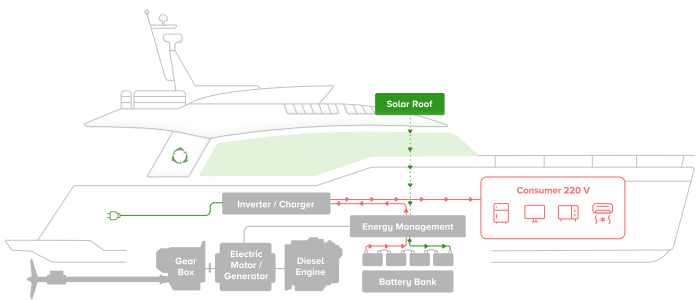 Solar Roof
Consumer 220 V
Inverter / Charger
Energy Management
Gear
Box
Electric
Motor /
Generator
Diesel
Engine
Battery Bank